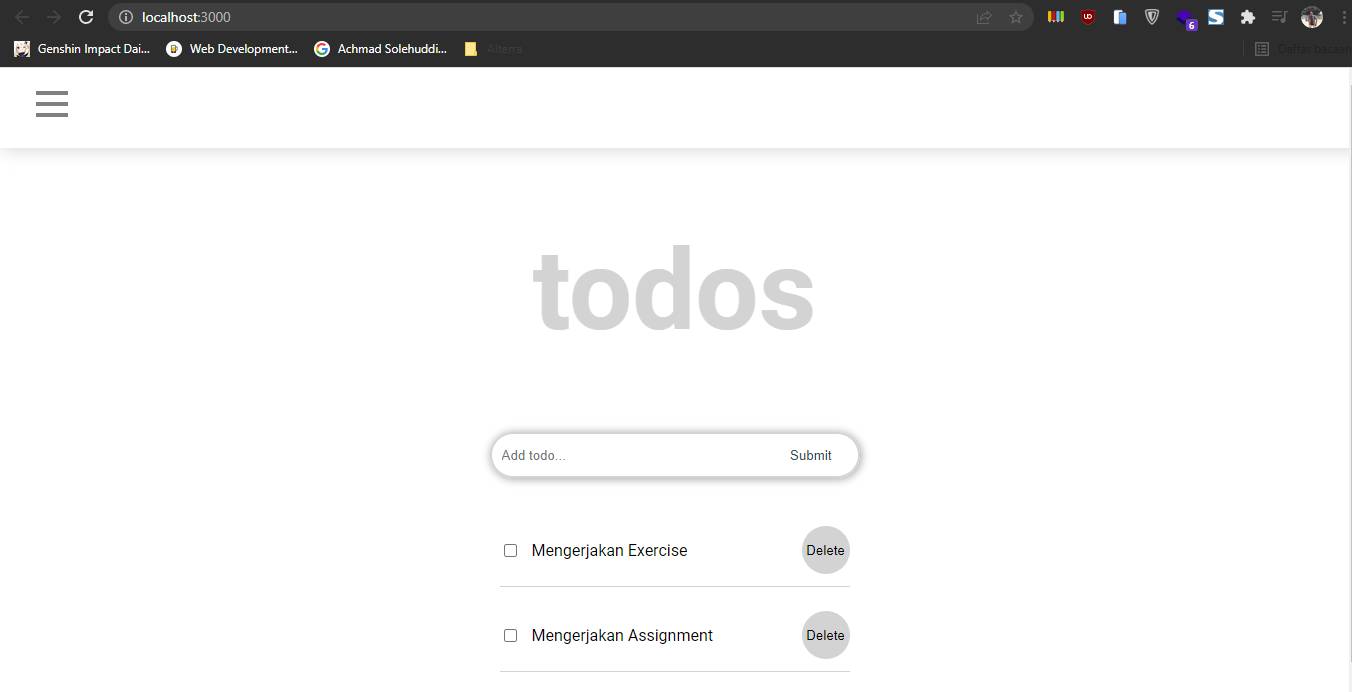 localhost:3000
6
Genshin Impact Dai... Web Development... Achmad Solehuddi... Alterra Daftar bacaan
todos
Add todo... Submit
Mengerjakan Exercise Delete
Mengerjakan Assignment Delete